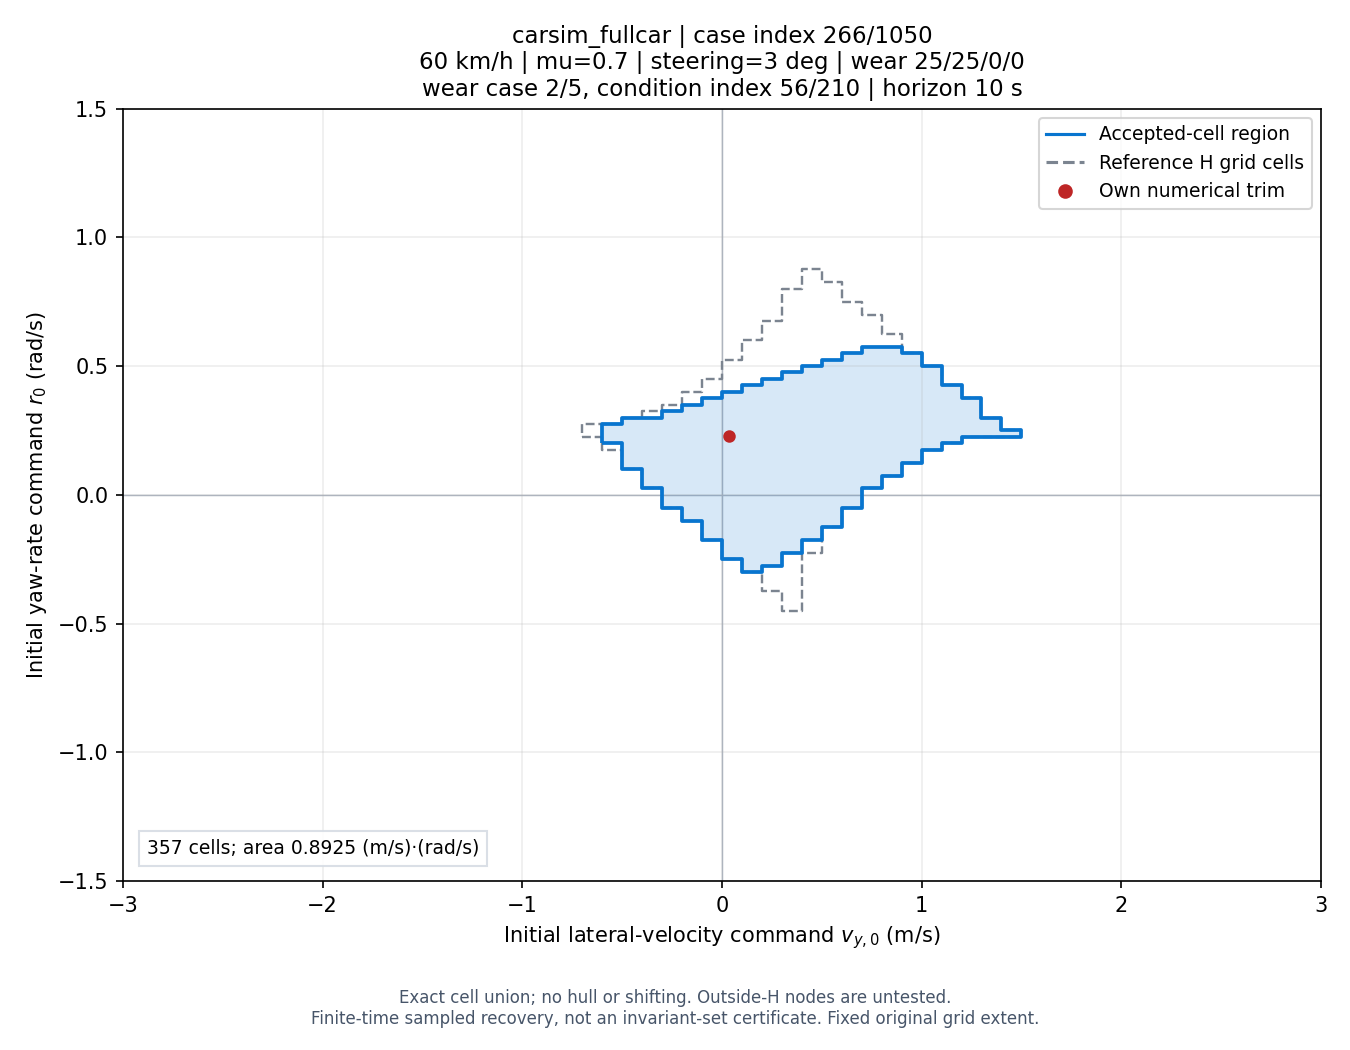 carsim_fullcar | case index 266/1050
60 km/h | mu=0.7 | steering=3 deg | wear 25/25/0/0
wear case 2/5, condition index 56/210 | horizon 10 s
Accepted-cell region
Reference H grid cells
Own numerical trim
1.5
1.0
0.5
0.0
−0.5
−1.0
−1.5
Initial yaw-rate command r0 (rad/s)
357 cells; area 0.8925 (m/s)·(rad/s)
−3
−2
−1
0
1
2
3
Initial lateral-velocity command vy,0 (m/s)
Exact cell union; no hull or shifting. Outside-H nodes are untested.
Finite-time sampled recovery, not an invariant-set certificate. Fixed original grid extent.